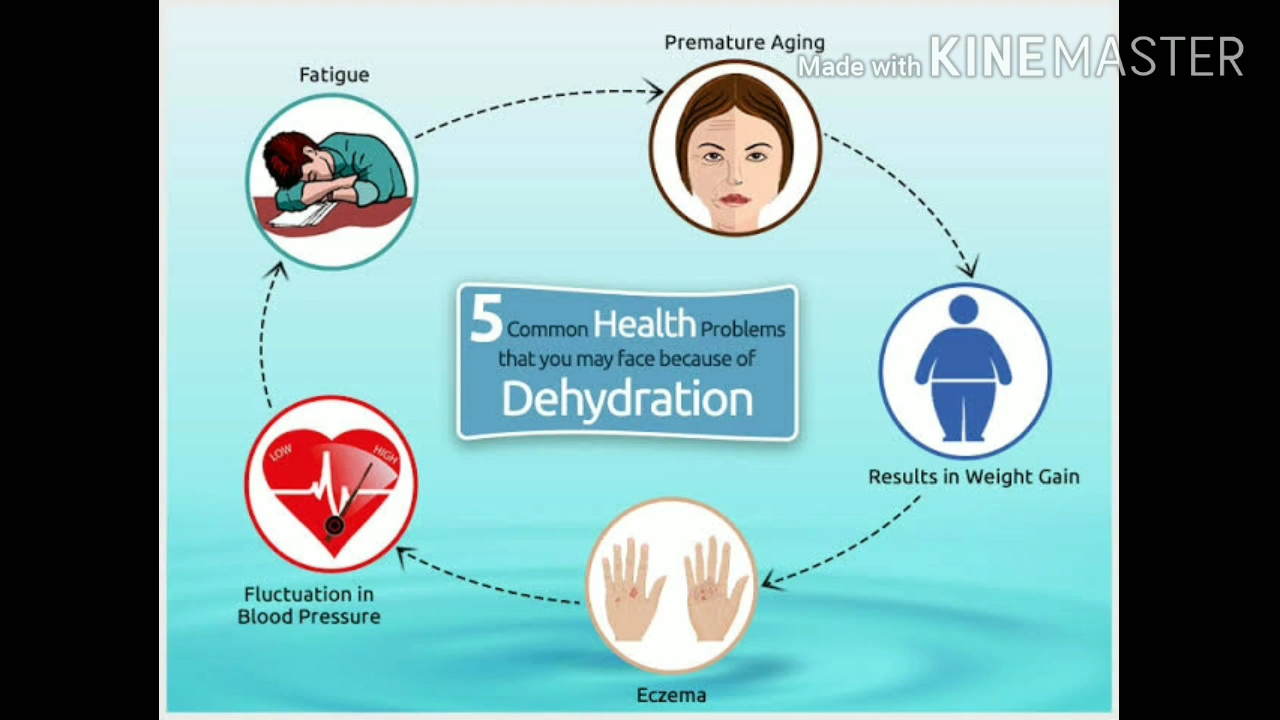 Premature Aging
Made with KINEMASTER
Fatigue
5 Common Health Problems
that you may face because of
Dehydration
LOW
HIGH
Results in Weight Gain
Fluctuation in
Blood Pressure
Eczema